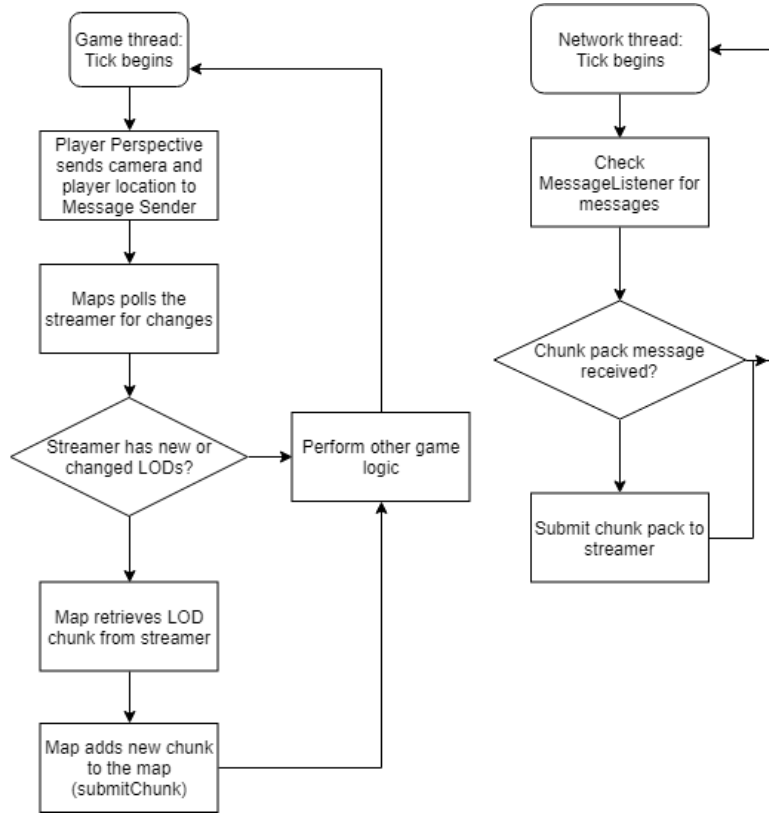 Game thread:
Tick begins
Player Perspective
sends camera and
player location to
Message Sender
Maps polls the
streamer for changes
Streamer has new or
changed LODs?
Perform other game
logic
Map retrieves LOD
chunk from streamer
Map adds new chunk
to the map
(submitChunk)
Network thread:
Tick begins
Check
MessageListener for
messages
Chunk pack message
received?
Submit chunk pack to
streamer